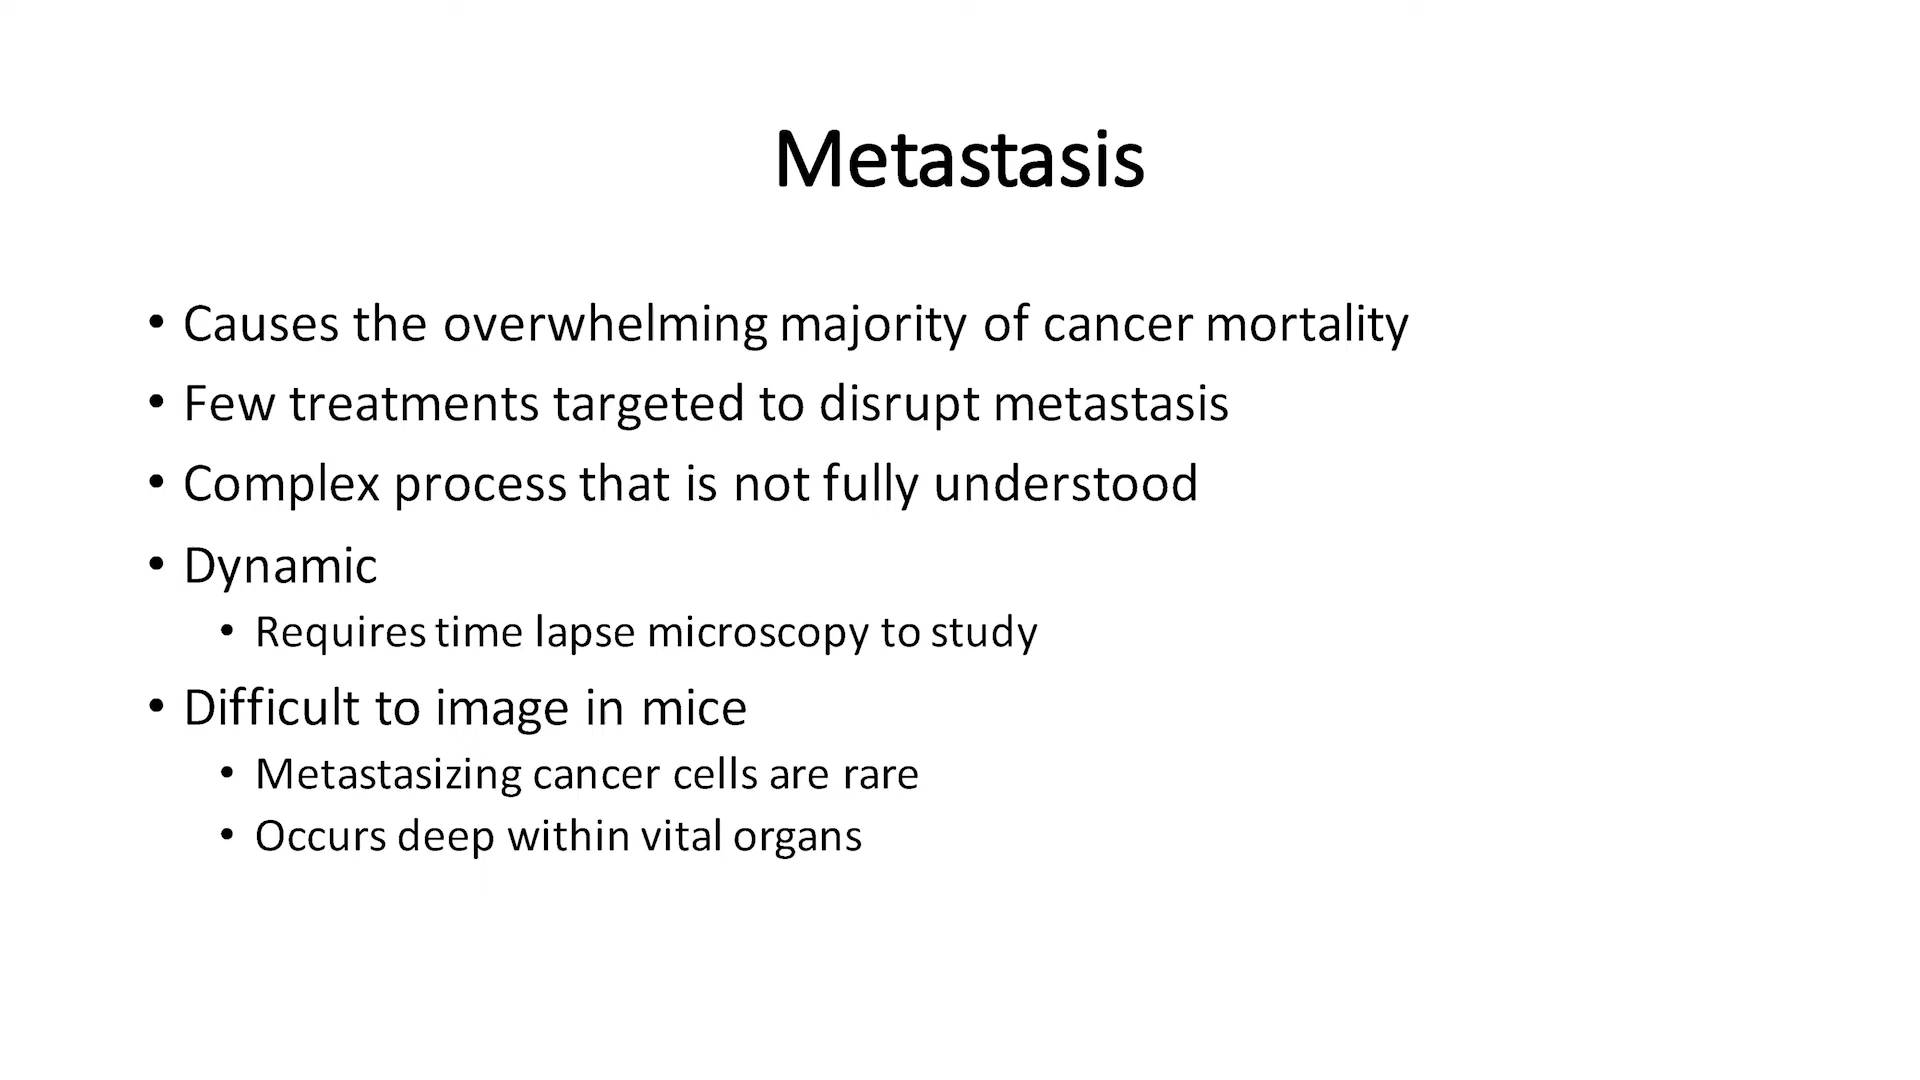 Metastasis
• Causes the overwhelming majority of cancer mortality
• Few treatments targeted to disrupt metastasis
• Complex process that is not fully understood
• Dynamic
• Requires time lapse microscopy to study
• Difficult to image in mice
• Metastasizing cancer cells are rare
• Occurs deep within vital organs